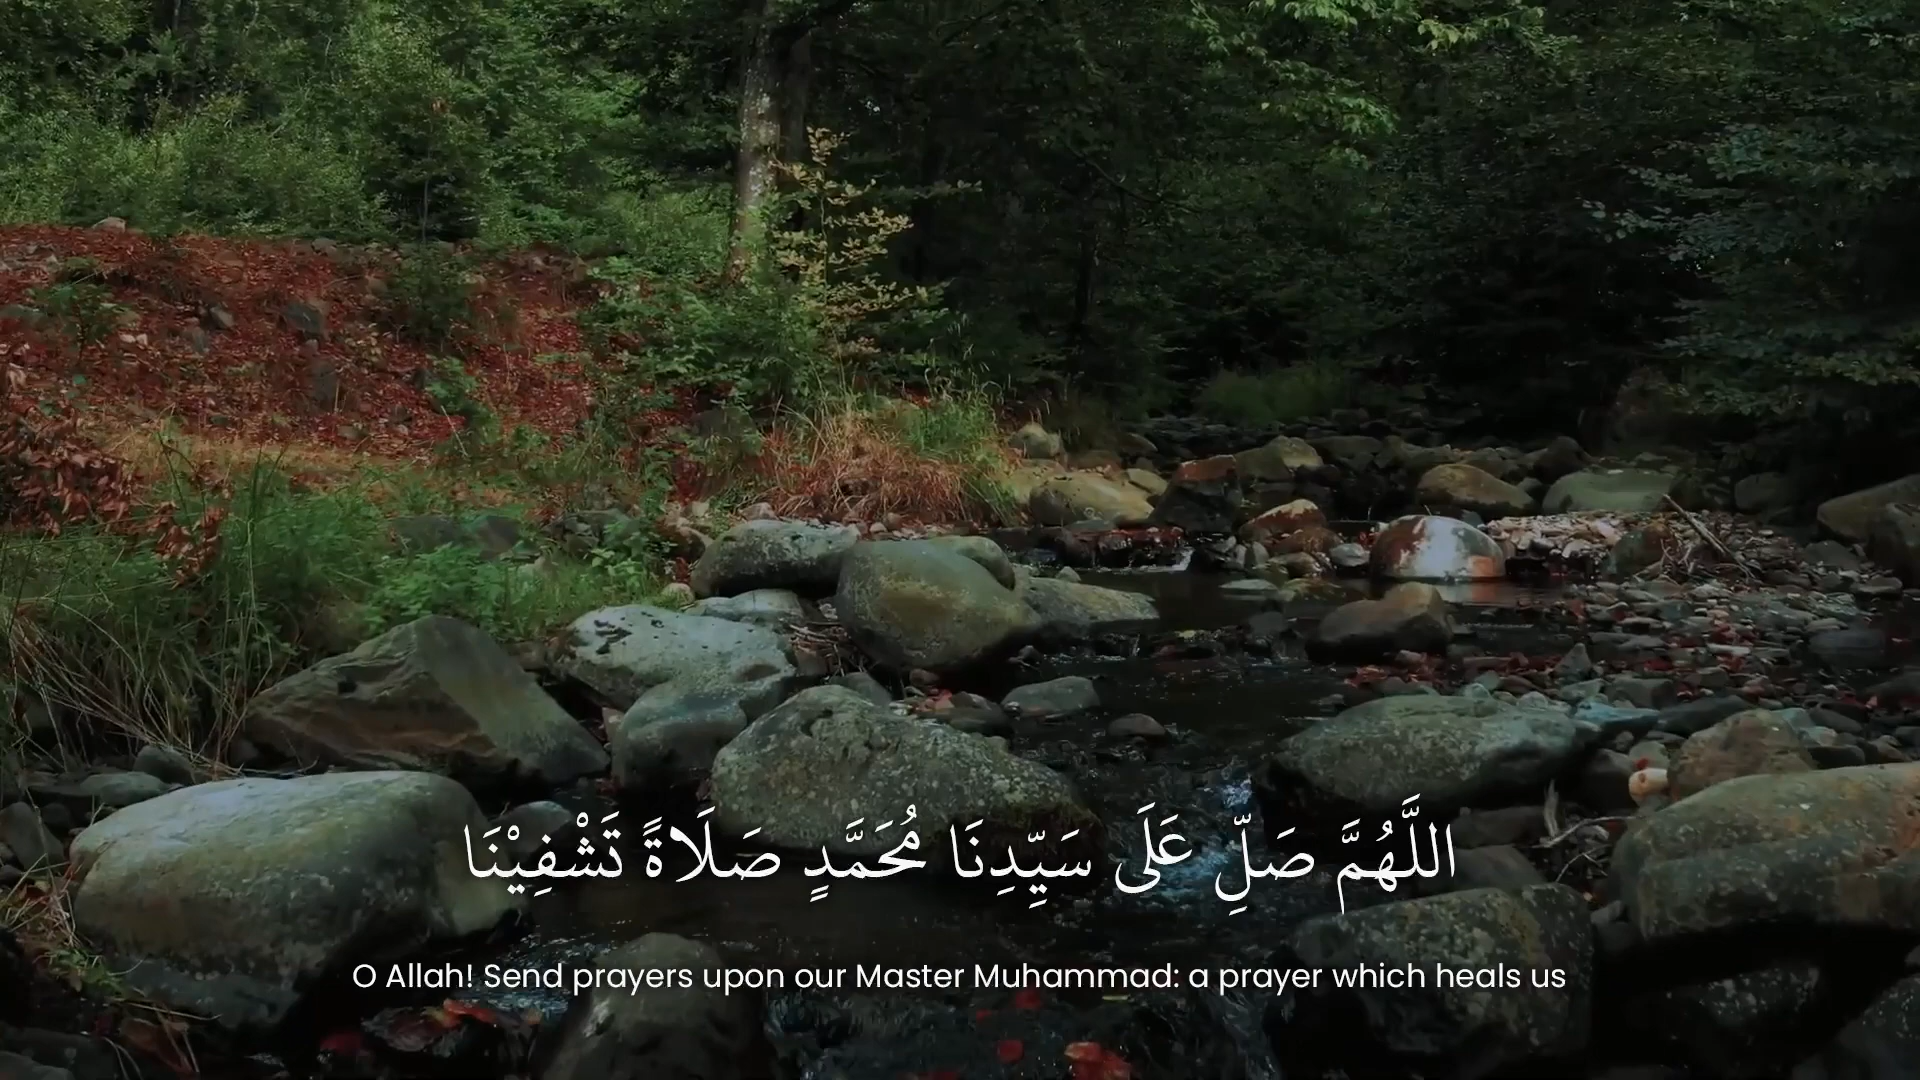 اللَّهُمَّ صَلِّ عَلَى سَيِّدِنَا مُحَمَّدٍ صَلَاةً تَشْفِيْنَا
O Allah! Send prayers upon our Master Muhammad: a prayer which heals us